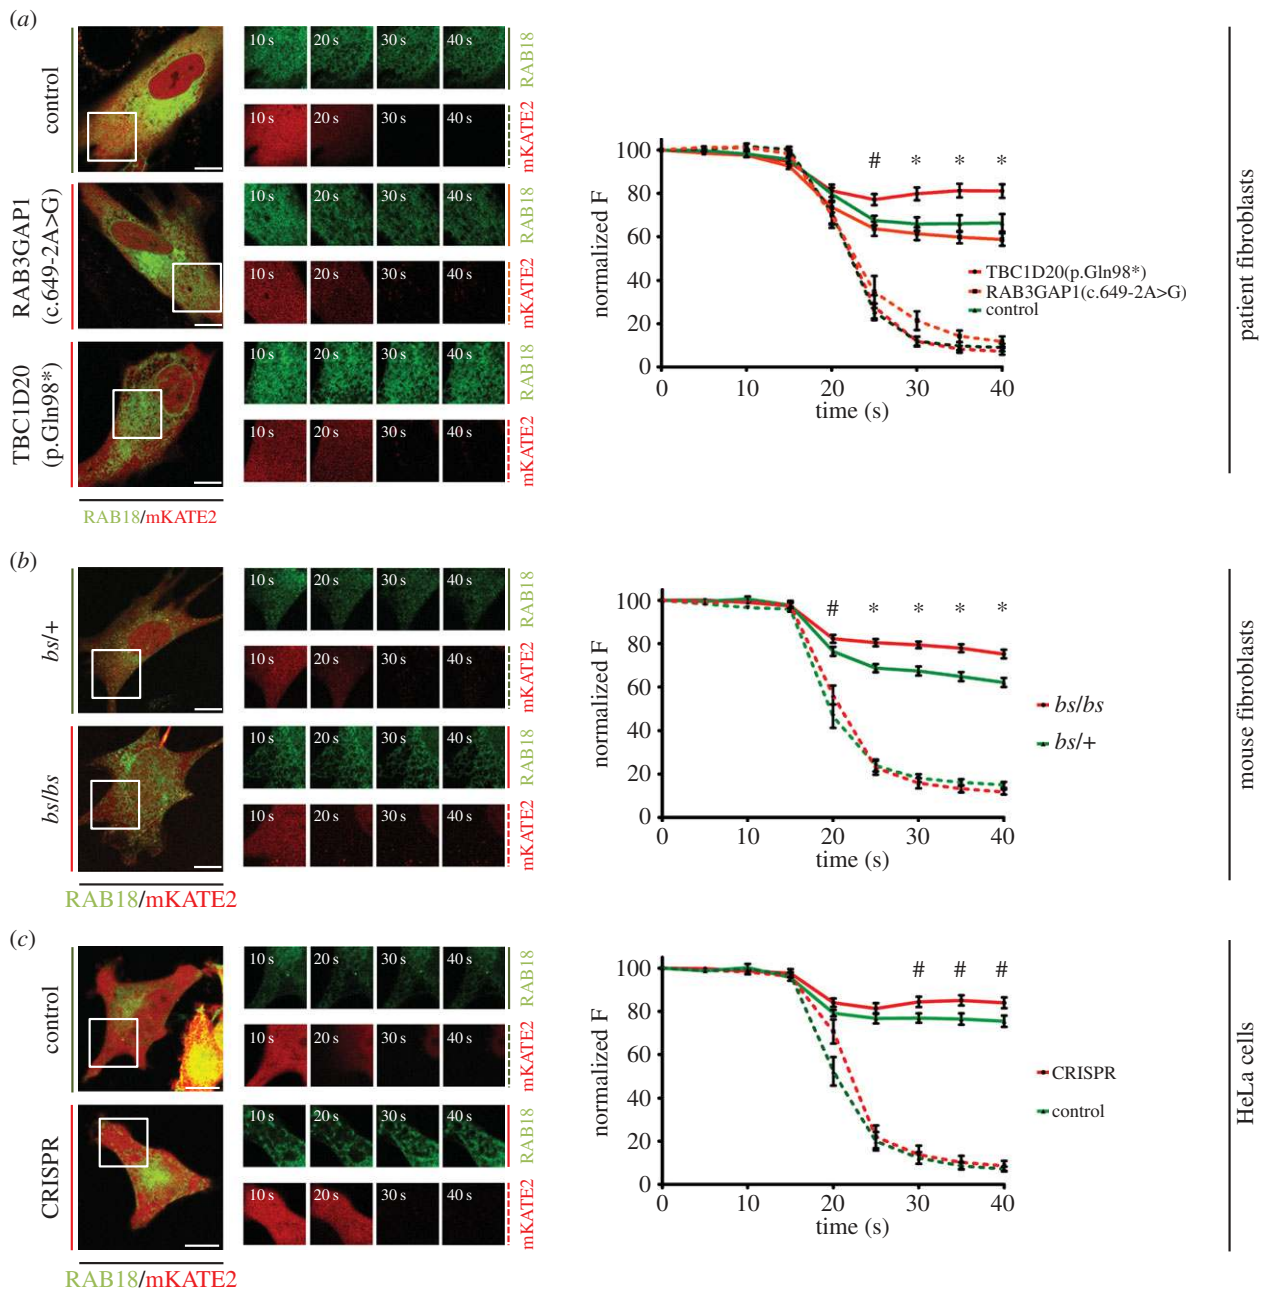 (a)
control
10 s 20 s 30 s 40 s
RAB18
10 s 20 s 30 s 40 s
mKATE2
RAB3GAP1
(c.649-2A>G)
10 s 20 s 30 s 40 s
RAB18
10 s 20 s 30 s 40 s
mKATE2
TBC1D20
(p.Gln98*)
10 s 20 s 30 s 40 s
RAB18
10 s 20 s 30 s 40 s
mKATE2
RAB18/mKATE2
normalized F
100
80
60
40
20
0
# * * *
TBC1D20(p.Gln98*)
RAB3GAP1(c.649-2A>G)
control
0 10 20 30 40
time (s)
patient fibroblasts
(b)
bs/+
10 s 20 s 30 s 40 s
RAB18
10 s 20 s 30 s 40 s
mKATE2
bs/bs
10 s 20 s 30 s 40 s
RAB18
10 s 20 s 30 s 40 s
mKATE2
RAB18/mKATE2
normalized F
100
80
60
40
20
0
# * * * *
bs/bs
bs/+
0 10 20 30 40
time (s)
mouse fibroblasts
(c)
control
10 s 20 s 30 s 40 s
RAB18
10 s 20 s 30 s 40 s
mKATE2
CRISPR
10 s 20 s 30 s 40 s
RAB18
10 s 20 s 30 s 40 s
mKATE2
RAB18/mKATE2
normalized F
100
80
60
40
20
0
# # #
CRISPR
control
0 10 20 30 40
time (s)
HeLa cells